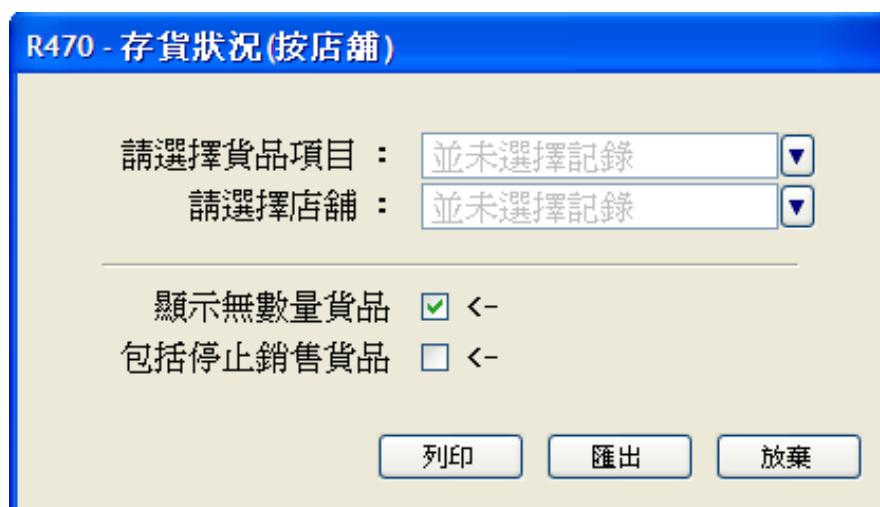 R470 - 存貨狀況(按店舖)
請選擇貨品項目 : 並未選擇記錄
請選擇店舖 : 並未選擇記錄
顯示無數量貨品 <-
包括停止銷售貨品 <-
列印 匯出 放棄